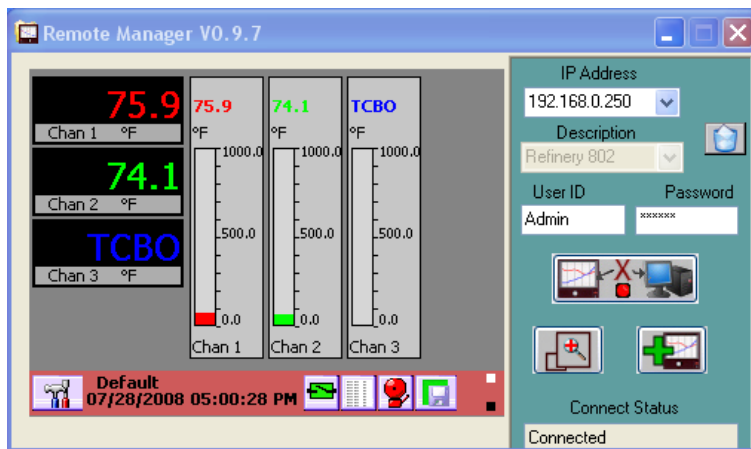 Remote Manager V0.9.7
75.9
Chan 1 °F
74.1
Chan 2 °F
TCBO
Chan 3 °F
75.9
°F
1000.0
500.0
0.0
Chan 1
74.1
°F
1000.0
500.0
0.0
Chan 2
TCBO
°F
1000.0
500.0
0.0
Chan 3
Default
07/28/2008 05:00:28 PM
IP Address
192.168.0.250
Description
Refinery 802
User ID Password
Admin ××××××
Connect Status
Connected